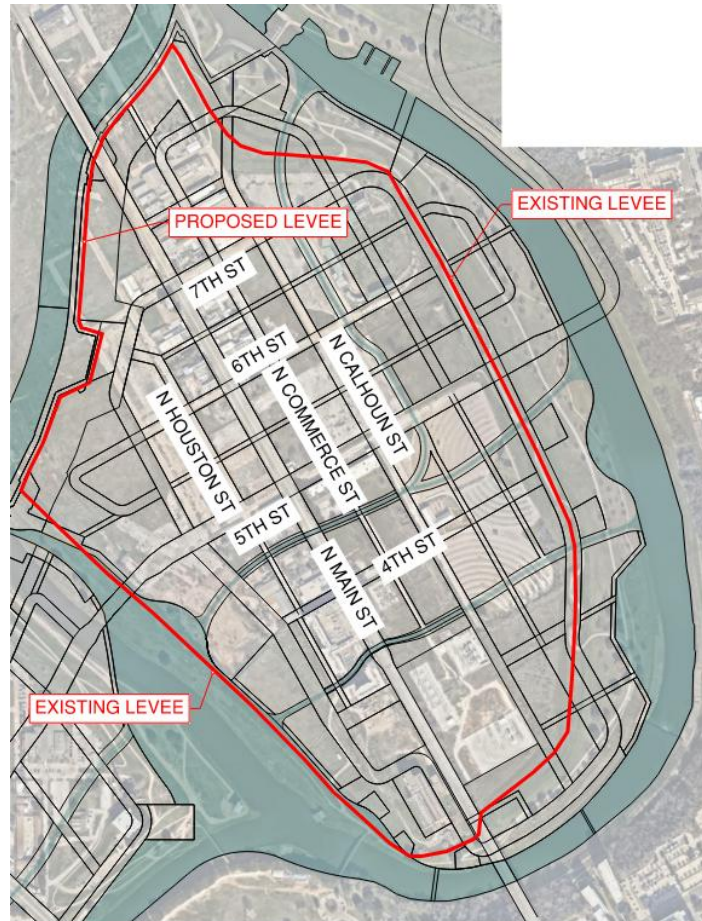 EXISTING LEVEE
PROPOSED LEVEE
7TH ST
6TH ST
N CALHOUN ST
N COMMERCE ST
N HOUSTON ST
5TH ST
4TH ST
N MAIN ST
EXISTING LEVEE